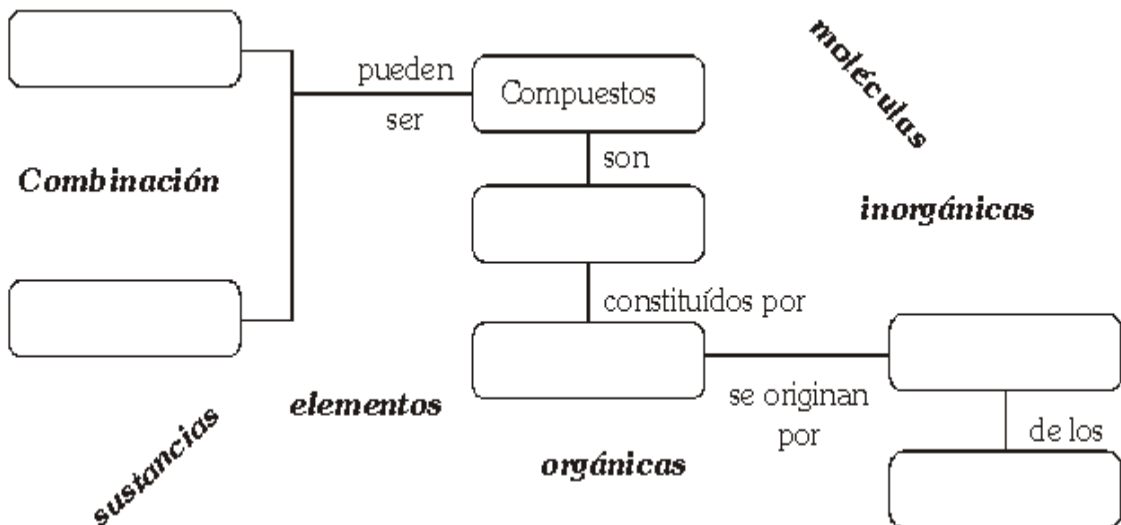 pueden
ser
Compuestos
moléculas
son
Combinación
inorgánicas
constituídos por
se originan
por
elementos
de los
sustancias
orgánicas